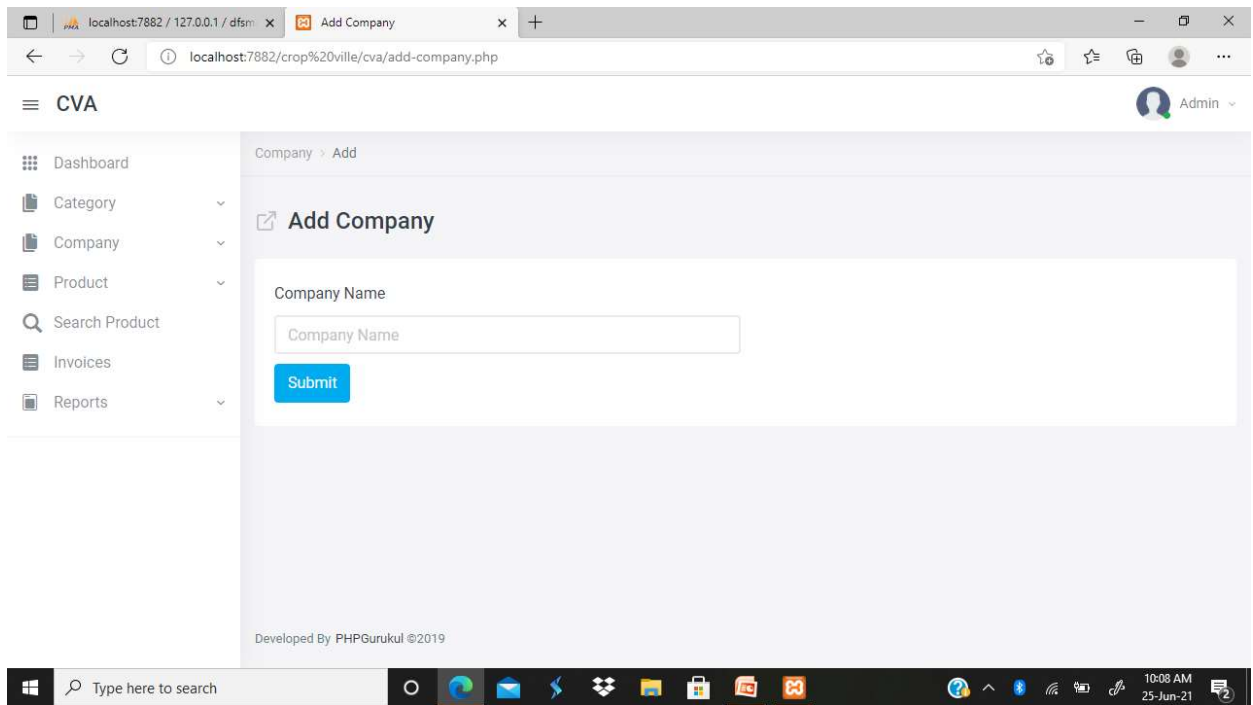 localhost:7882 / 127.0.0.1 / dfsm
Add Company
localhost:7882/crop%20ville/cva/add-company.php
CVA
Admin
Dashboard
Category
Company
Product
Search Product
Invoices
Reports
Company > Add
Add Company
Company Name
Company Name
Submit
Developed By PHPGurukul ©2019
Type here to search
10:08 AM
25-Jun-21
2